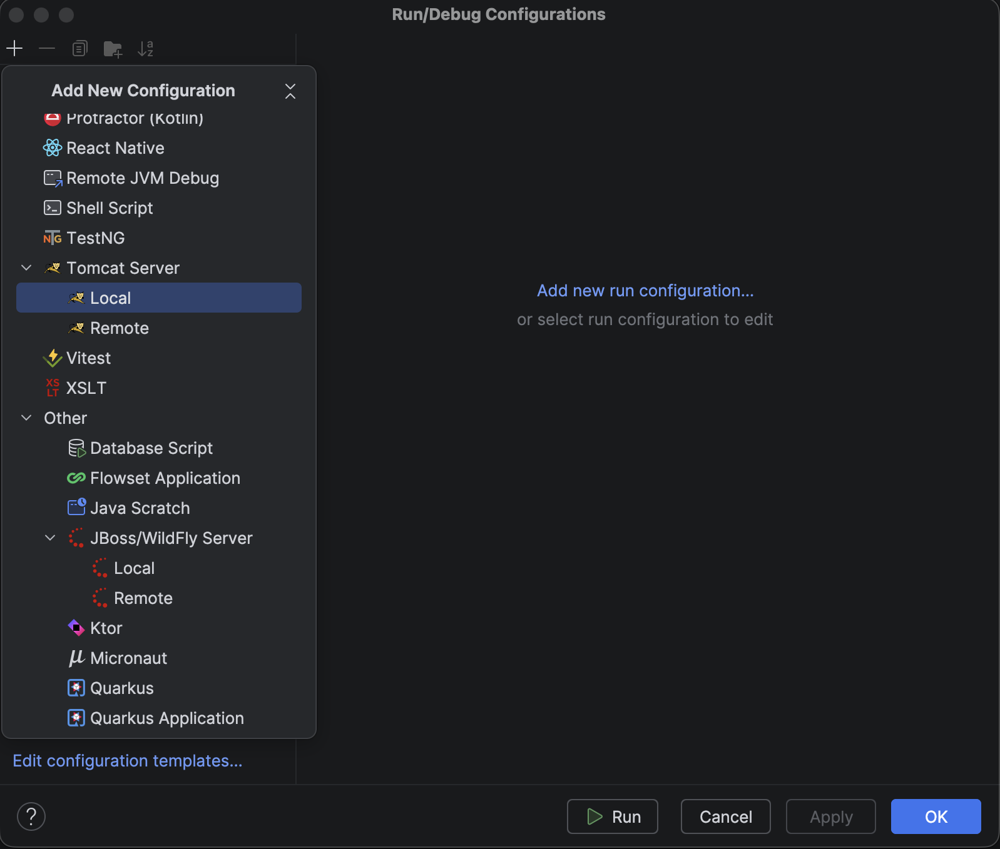 Run/Debug Configurations
Add New Configuration
Protractor (Kotlin)
React Native
Remote JVM Debug
Shell Script
TestNG
Tomcat Server
Local
Remote
Vitest
XSLT
Other
Database Script
Flowset Application
Java Scratch
JBoss/WildFly Server
Local
Remote
Ktor
Micronaut
Quarkus
Quarkus Application
Add new run configuration...
or select run configuration to edit
Edit configuration templates...
?
Run
Cancel
Apply
OK